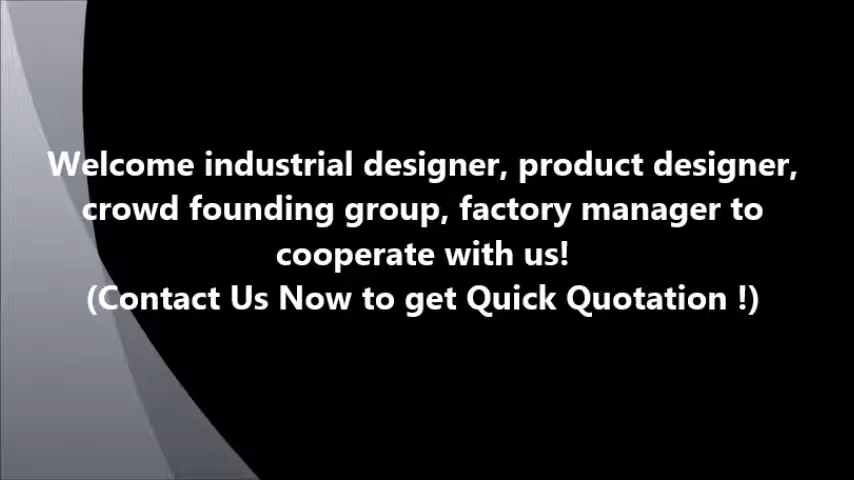 Welcome industrial designer, product designer,
crowd founding group, factory manager to
cooperate with us!
(Contact Us Now to get Quick Quotation !)